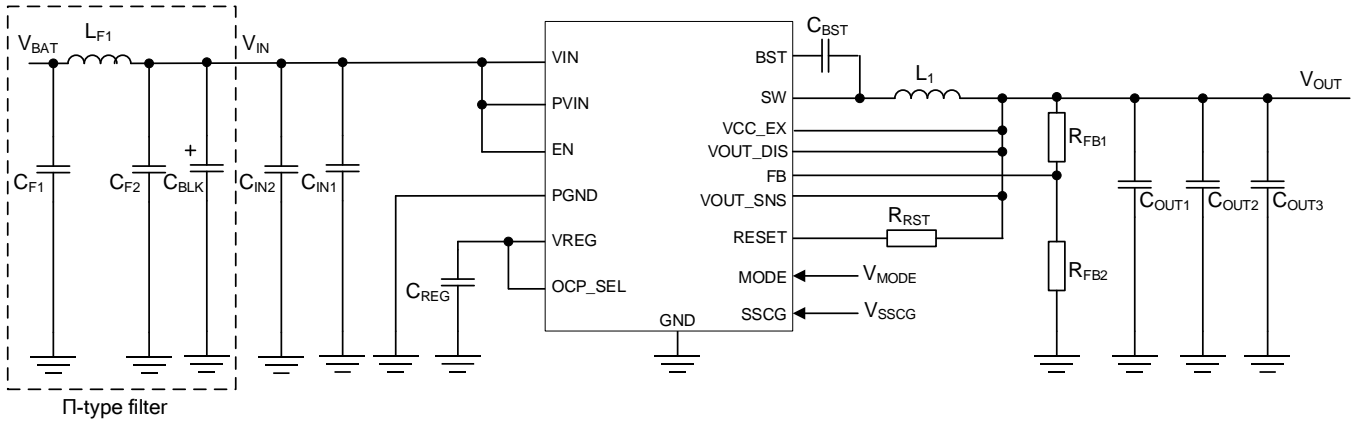 V_BAT
L_F1
V_IN
C_F1
C_F2
+
C_BLK
C_IN2
C_IN1
Π-type filter
C_REG
VIN
PVIN
EN
PGND
VREG
OCP_SEL
GND
BST
SW
VCC_EX
VOUT_DIS
FB
VOUT_SNS
RESET
MODE
SSCG
C_BST
L_1
R_RST
V_MODE
V_SSCG
R_FB1
R_FB2
C_OUT1
C_OUT2
C_OUT3
V_OUT